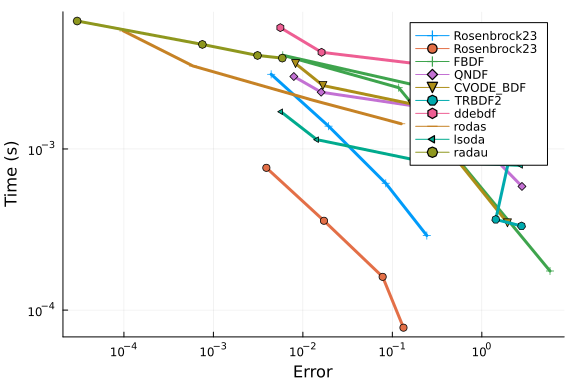 Rosenbrock23
Rosenbrock23
FBDF
QNDF
CVODE_BDF
TRBDF2
ddebdf
rodas
lsoda
radau
Time (s)
10⁻³
10⁻⁴
10⁻⁴
10⁻³
10⁻²
10⁻¹
10⁰
Error